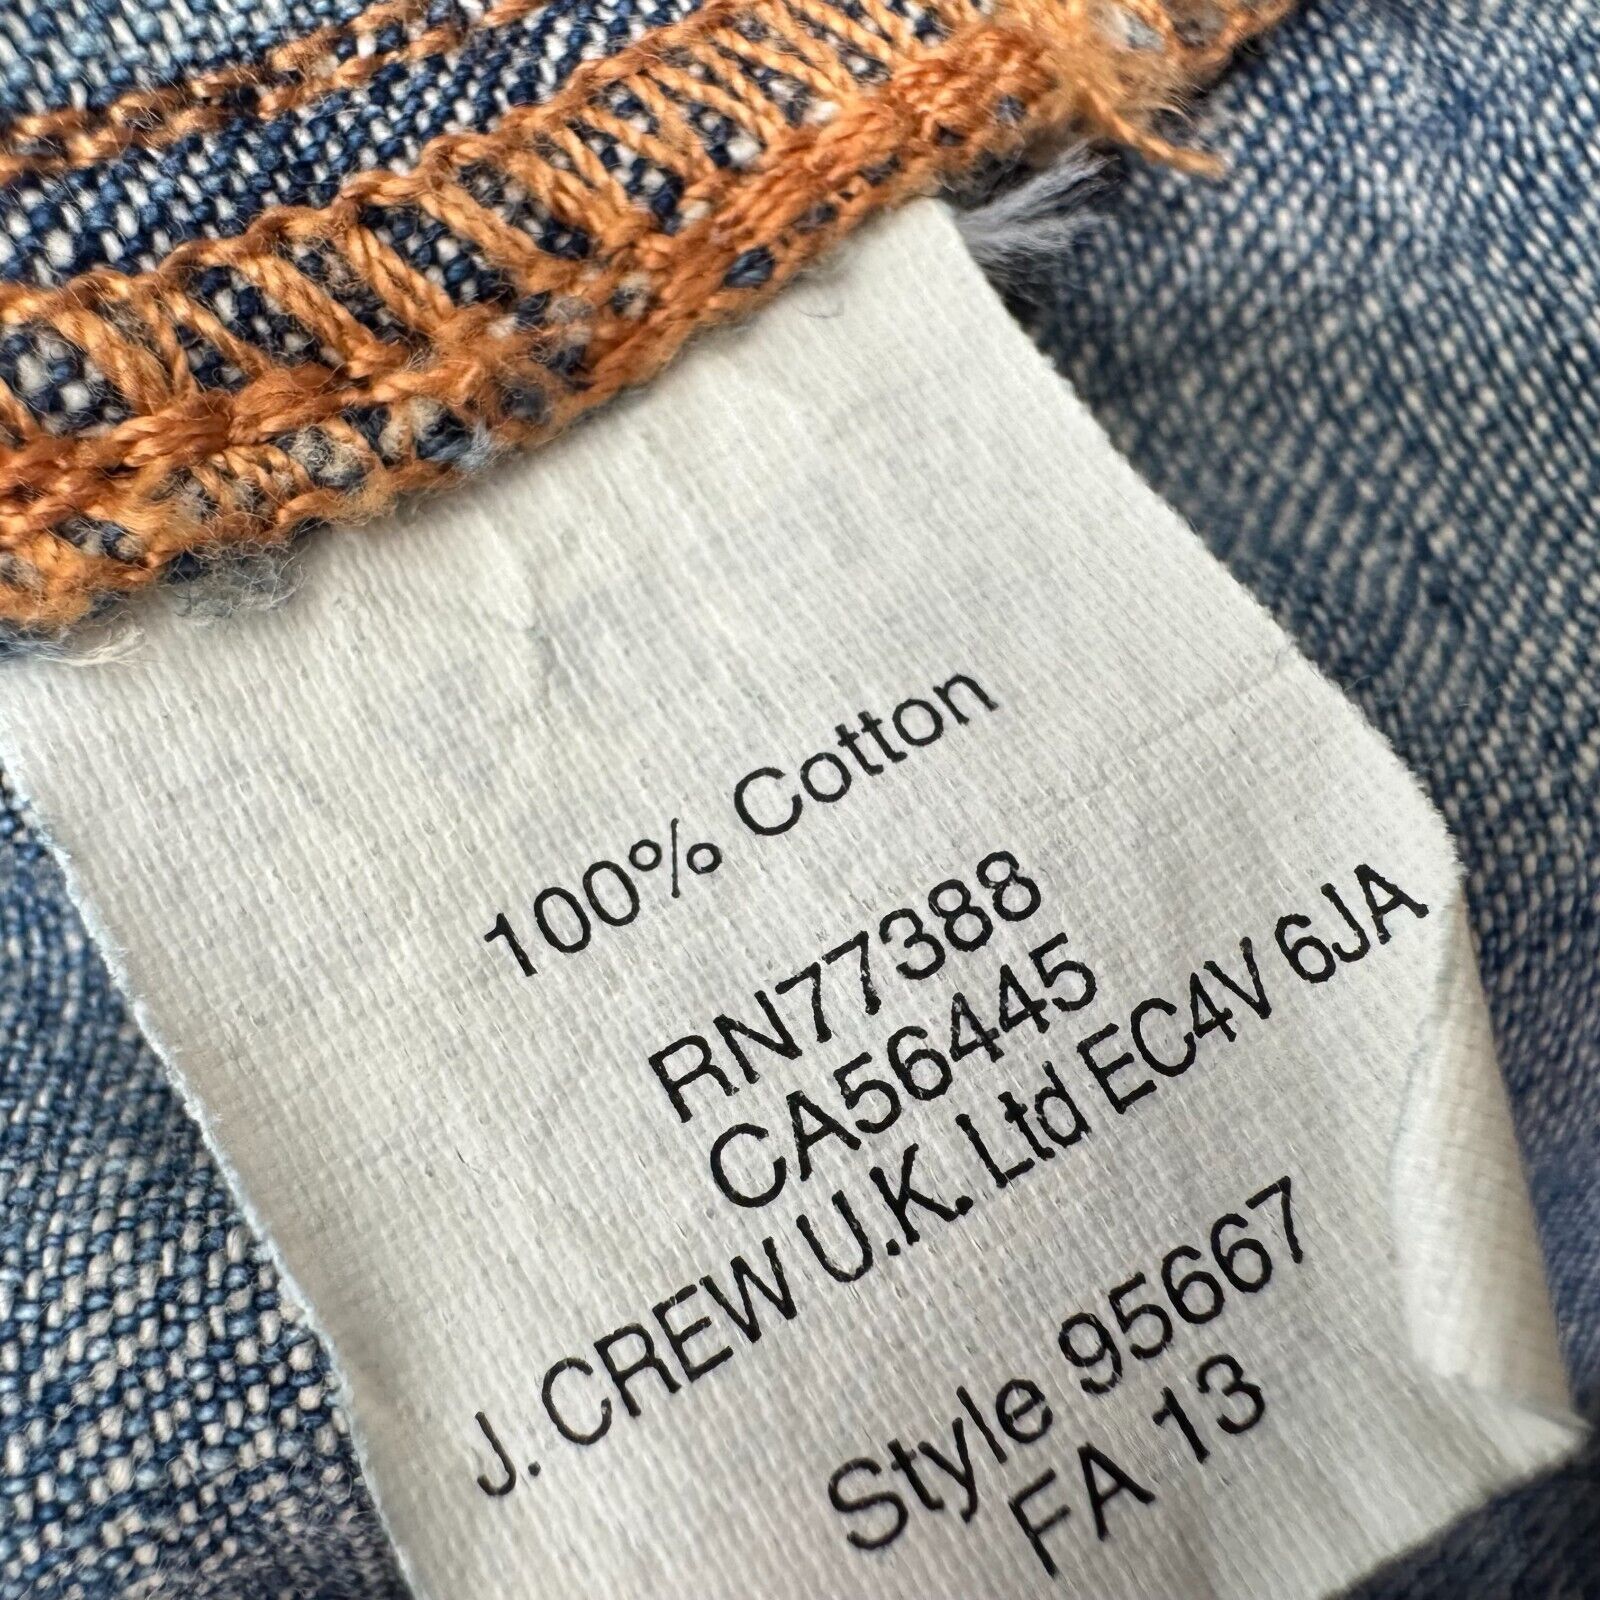 100% Cotton
RN77388
CA56445
J. CREW U.K. Ltd EC4V 6JA
Style 95667
FA 13